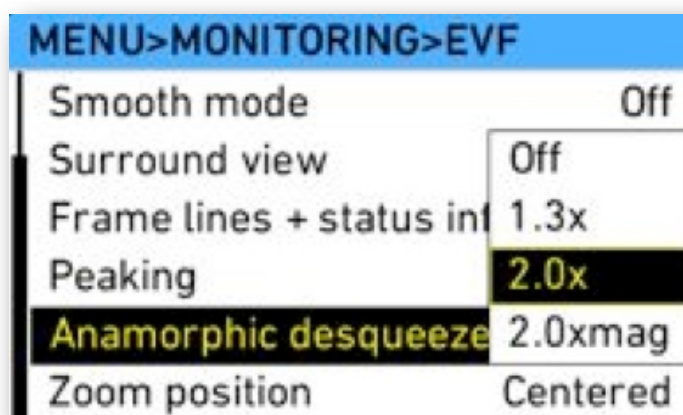 MENU>MONITORING>EVF
Smooth mode Off
Surround view Off
Frame lines + status inf 1.3x
Peaking 2.0x
Anamorphic desqueeze 2.0xmag
Zoom position Centered